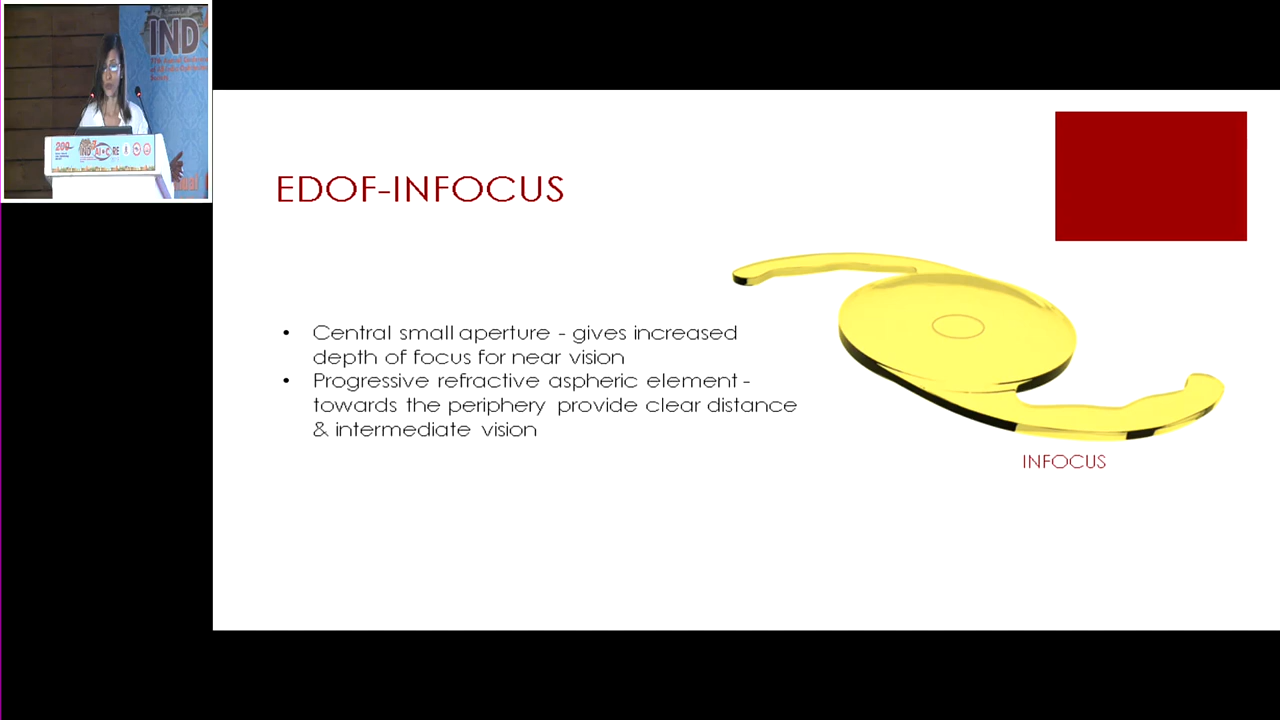 IND
EDOF-INFOCUS
• Central small aperture - gives increased
depth of focus for near vision
• Progressive refractive aspheric element -
towards the periphery provide clear distance
& intermediate vision
INFOCUS